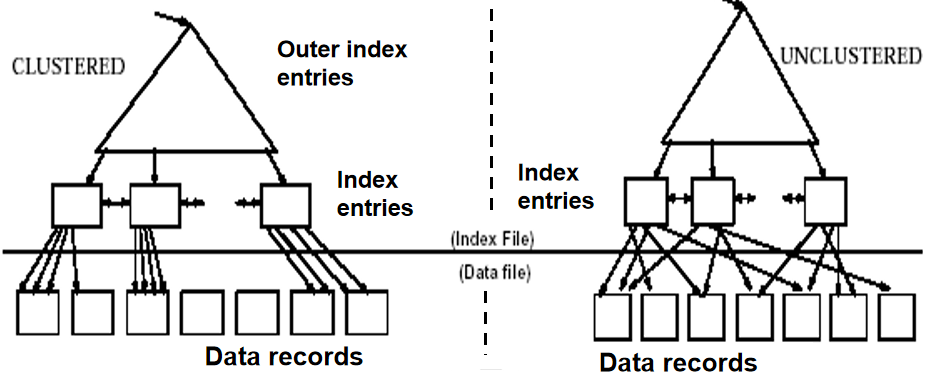 CLUSTERED
Outer index
entries
UNCLUSTERED
Index
entries
Index
entries
(Index File)
(Data file)
Data records
Data records